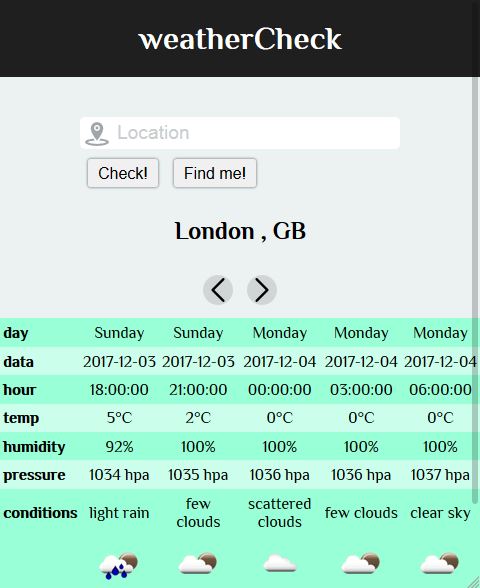 weatherCheck
Location
Check! Find me!
London , GB
day Sunday Sunday Monday Monday Monday
data 2017-12-03 2017-12-03 2017-12-04 2017-12-04 2017-12-04
hour 18:00:00 21:00:00 00:00:00 03:00:00 06:00:00
temp 5°C 2°C 0°C 0°C 0°C
humidity 92% 100% 100% 100% 100%
pressure 1034 hpa 1035 hpa 1036 hpa 1036 hpa 1037 hpa
conditions light rain few clouds scattered clouds few clouds clear sky